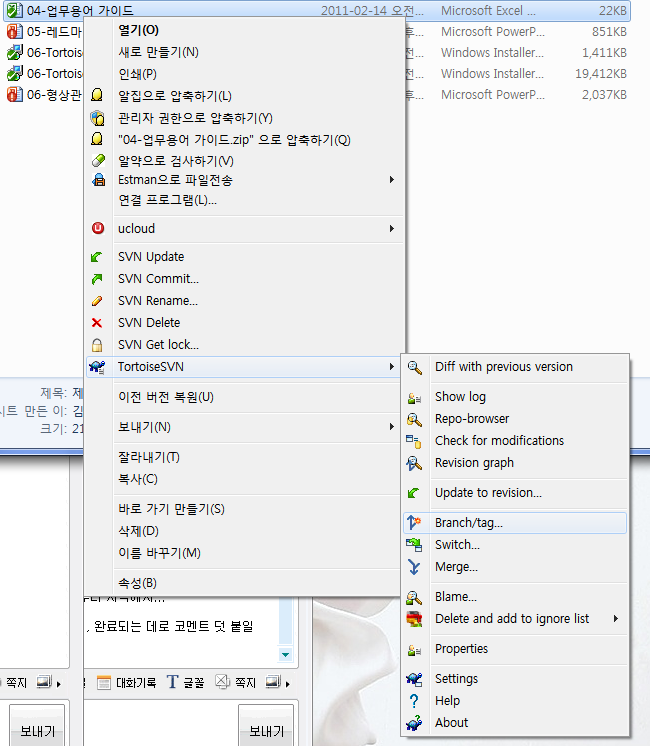 04-업무용어 가이드 2011-02-14 오전... Microsoft Excel ... 22KB
05-레드마 후... Microsoft PowerP... 851KB
06-Tortoise ... Windows Installer... 1,411KB
06-Tortois ... Windows Installer... 19,412KB
06-형상관 후... Microsoft PowerP... 2,037KB
열기(O)
새로 만들기(N)
인쇄(P)
알집으로 압축하기(L)
관리자 권한으로 압축하기(Y)
"04-업무용어 가이드.zip" 으로 압축하기(Q)
알약으로 검사하기(V)
Estman으로 파일전송
연결 프로그램(L)...
ucloud
SVN Update
SVN Commit...
SVN Rename...
SVN Delete
SVN Get lock...
TortoiseSVN
이전 버전 복원(U)
보내기(N)
잘라내기(T)
복사(C)
바로 가기 만들기(S)
삭제(D)
이름 바꾸기(M)
속성(B)
Diff with previous version
Show log
Repo-browser
Check for modifications
Revision graph
Update to revision...
Branch/tag...
Switch...
Merge...
Blame...
Delete and add to ignore list
Properties
Settings
Help
About
제목: 제
시트 만든 이: 김
크기: 21
, 완료되는 데로 코멘트 덧 붙일
쪽지 대화기록 글꼴 쪽지
보내기 보내기